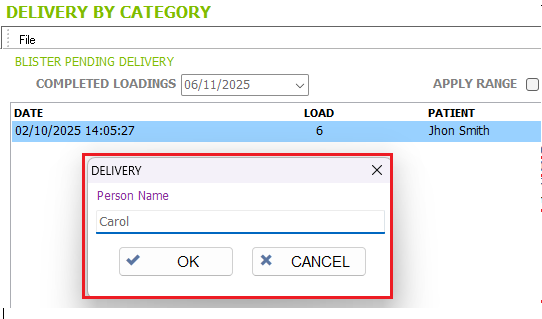 DELIVERY BY CATEGORY
File
BLISTER PENDING DELIVERY
COMPLETED LOADINGS 06/11/2025 APPLY RANGE
DATE LOAD PATIENT
02/10/2025 14:05:27 6 Jhon Smith
DELIVERY
Person Name
Carol
OK CANCEL